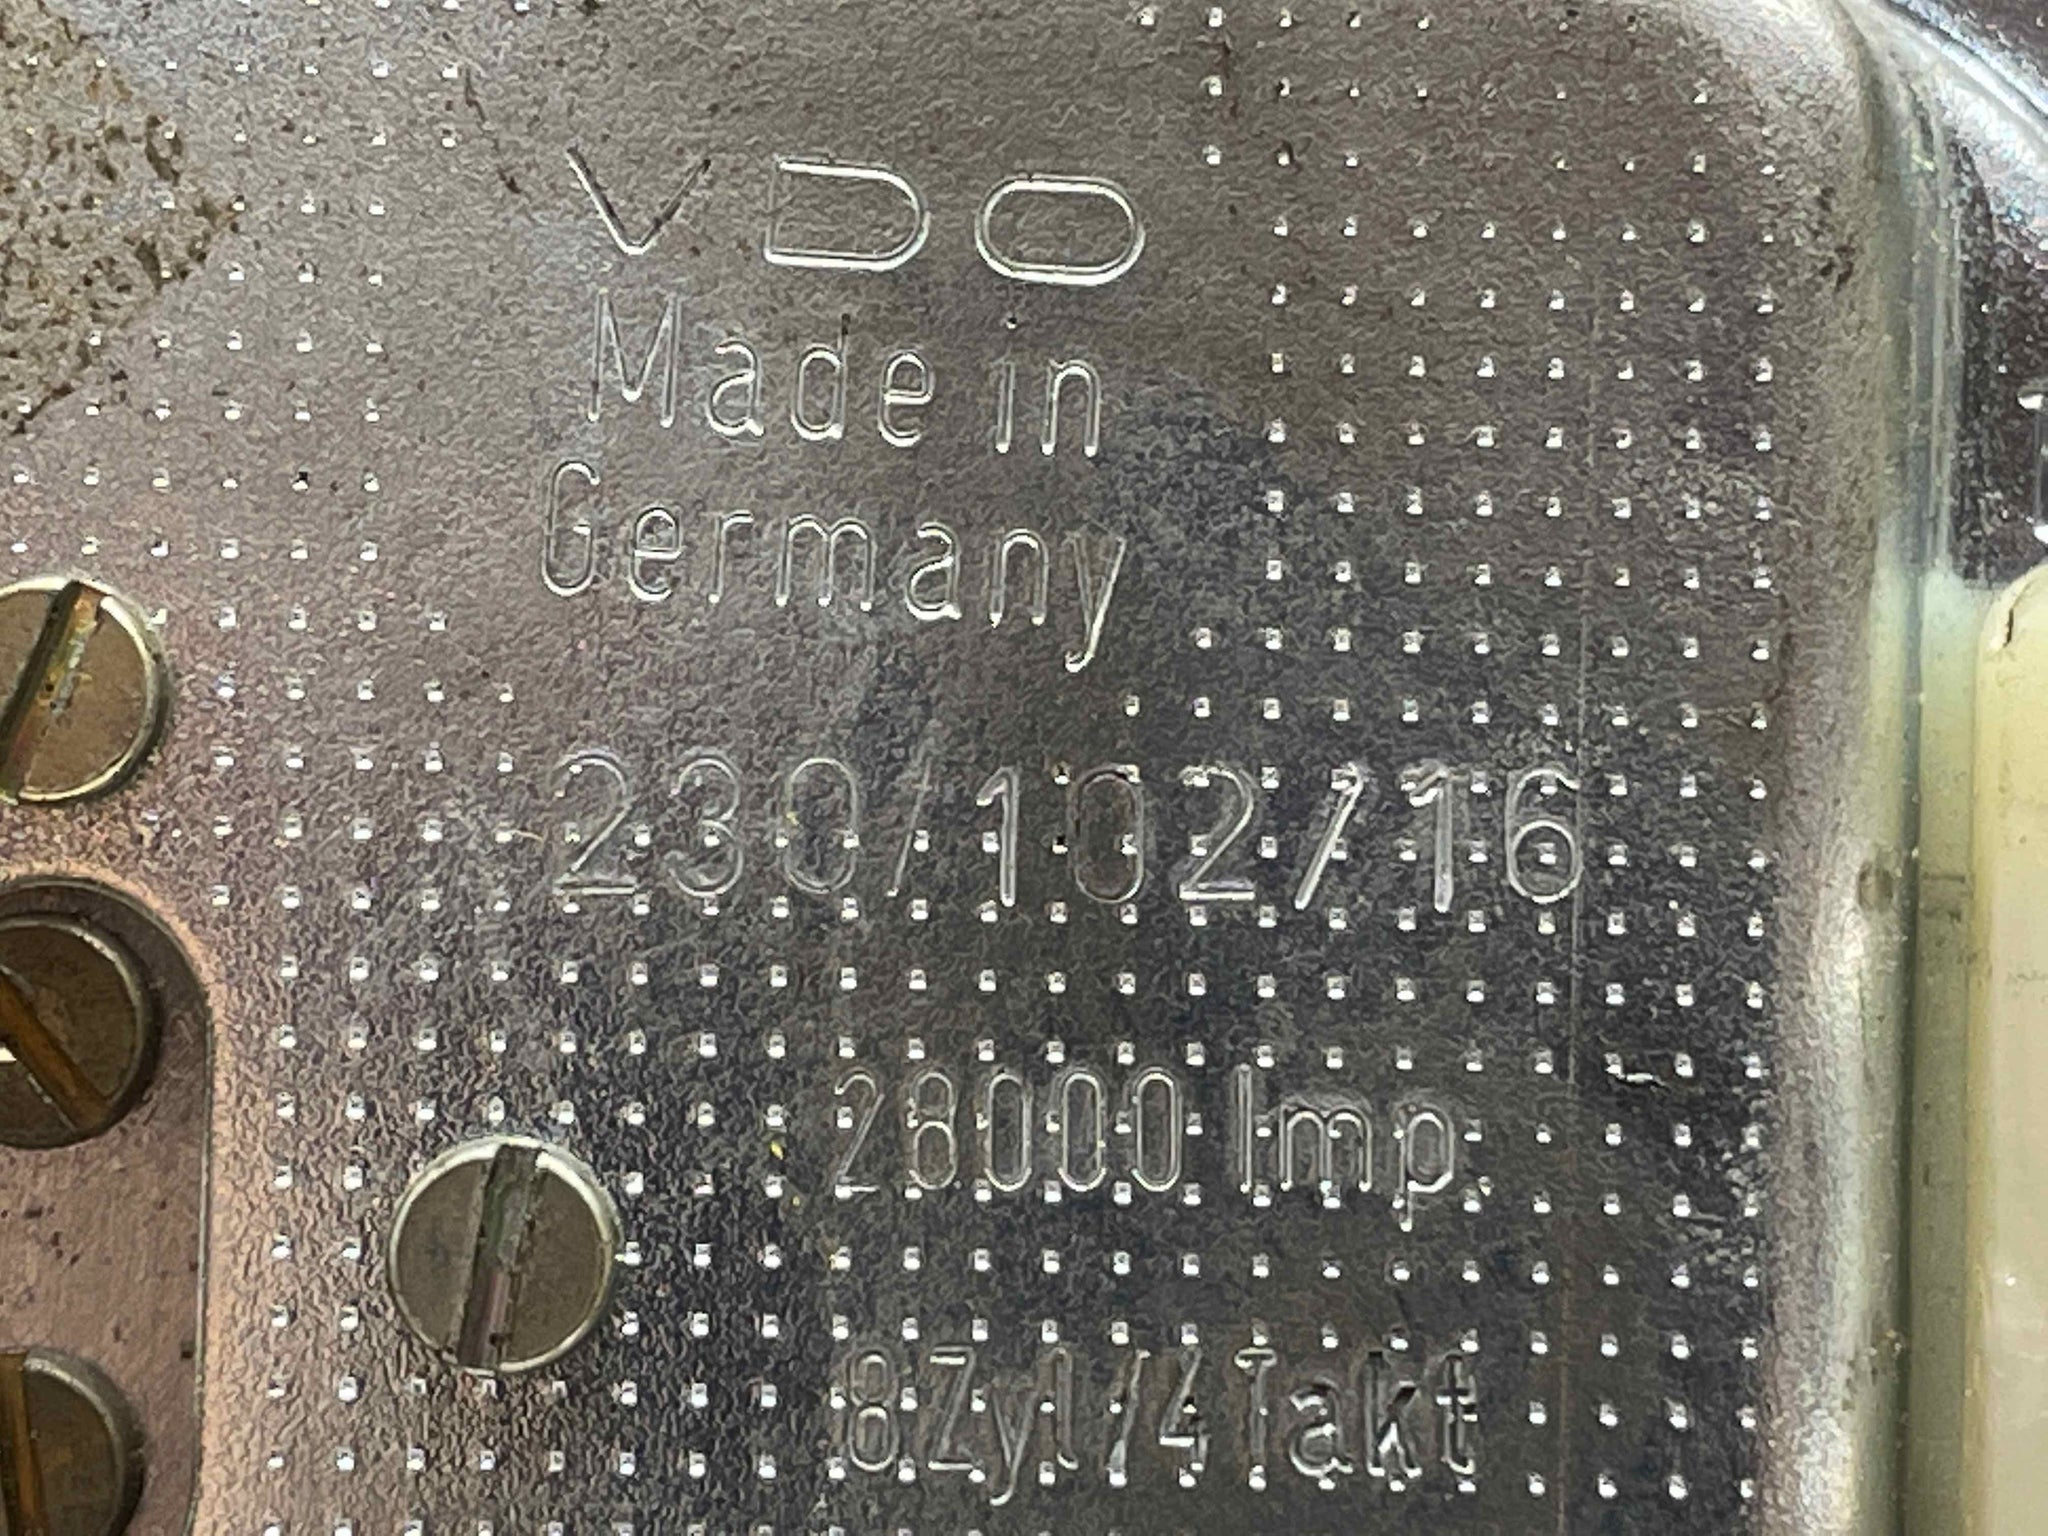 VDO
Made in
Germany
230/102/16
28000 Imp.
8Zyl/4Takt